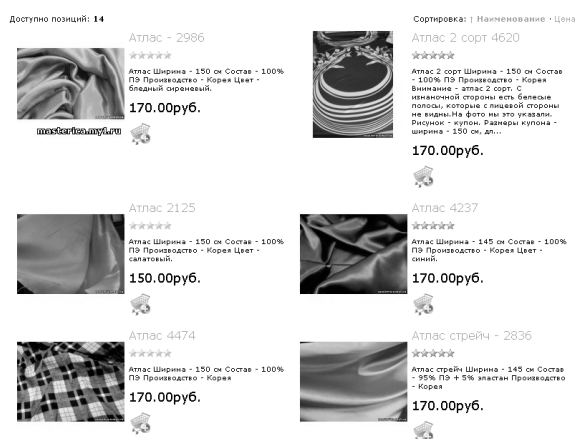 Доступно позиций: 14
Сортировка: ↑ Наименование · Цена
Атлас - 2986
Атлас Ширина - 150 см Состав - 100%
ПЭ Производство - Корея Цвет -
бледный сиреневый.
170.00руб.
masterica.my1.ru
Атлас 2 сорт 4620
Атлас 2 сорт Ширина - 150 см Состав
- 100% ПЭ Производство - Корея
Внимание - атлас 2 сорт. С
изнаночной стороны есть белесые
полосы, которые с лицевой стороны
не видны.На фото мы это указали.
Рисунок - купон. Размеры купона -
ширина - 150 см, дл...
170.00руб.
Атлас 2125
Атлас Ширина - 150 см Состав - 100%
ПЭ Производство - Корея Цвет -
салатовый.
150.00руб.
Атлас 4237
Атлас Ширина - 145 см Состав - 100%
ПЭ Производство - Корея Цвет -
синий.
170.00руб.
Атлас 4474
Атлас Ширина - 150 см Состав - 100%
ПЭ Производство - Корея
170.00руб.
Атлас стрейч - 2836
Атлас стрейч Ширина - 145 см Состав
- 95% ПЭ + 5% эластан Производство
- Корея
170.00руб.